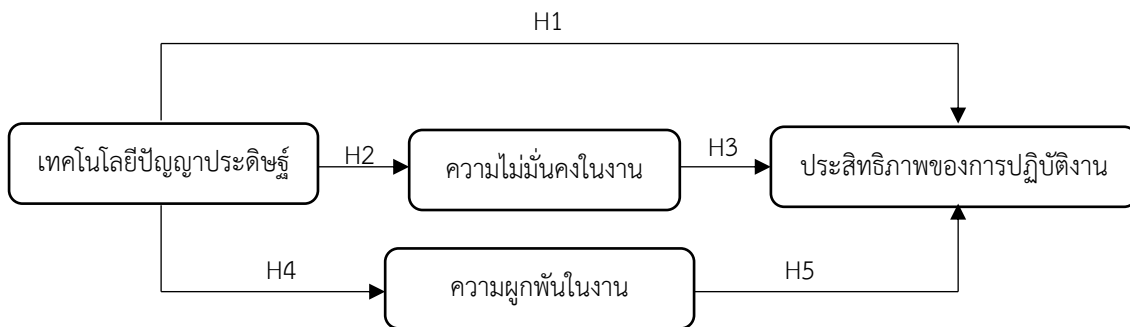 H1
เทคโนโลยีปัญญาประดิษฐ์
H2
ความไม่มั่นคงในงาน
H3
ประสิทธิภาพของการปฏิบัติงาน
H4
ความผูกพันในงาน
H5